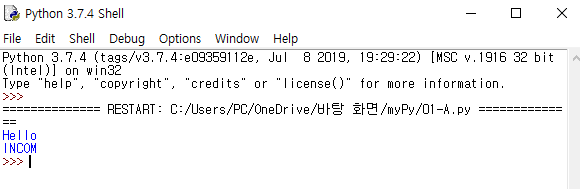 Python 3.7.4 Shell
File Edit Shell Debug Options Window Help
Python 3.7.4 (tags/v3.7.4:e09359112e, Jul  8 2019, 19:29:22) [MSC v.1916 32 bit
(Intel)] on win32
Type "help", "copyright", "credits" or "license()" for more information.
>>>
============== RESTART: C:/Users/PC/OneDrive/바탕 화면/myPy/01-A.py ============
==
Hello
INCOM
>>>